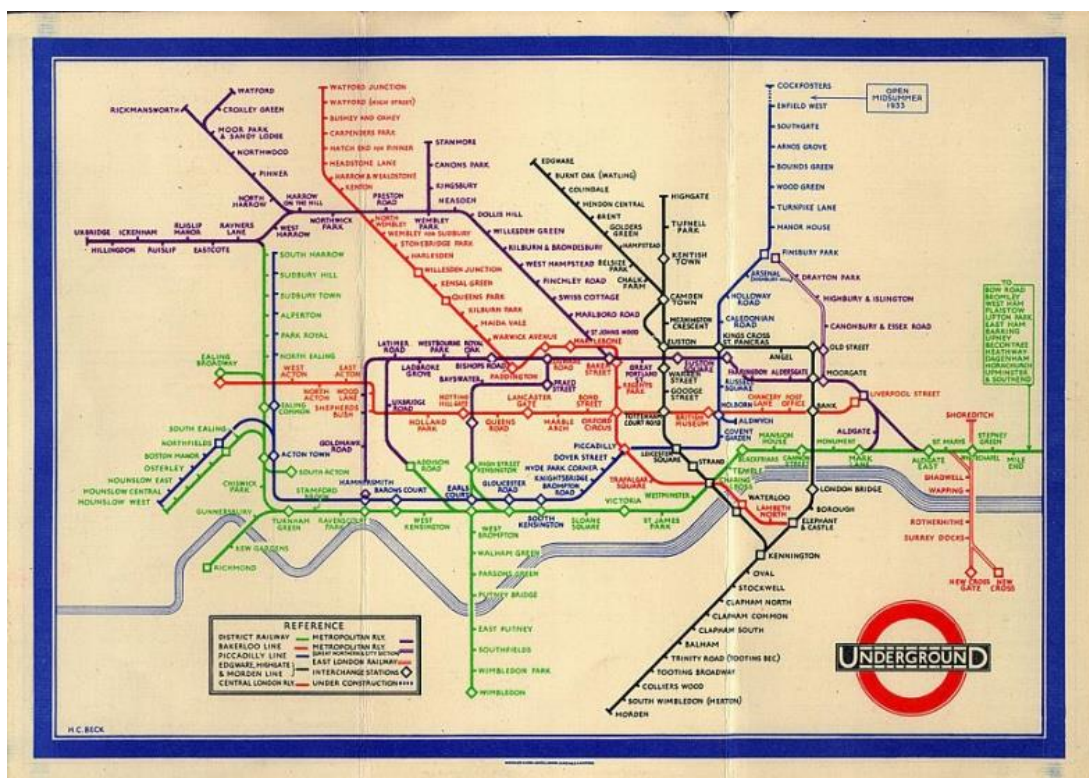 WATFORD
RICKMANSWORTH
CROXLEY GREEN
MOOR PARK
& SANDY LODGE
NORTHWOOD
PINNER
NORTH
HARROW
HARROW
ON THE HILL
NORTHWICK
PARK
PRESTON
ROAD
WEMBLEY
PARK
WEST
HARROW
RAYNERS
LANE
EASTCOTE
RUISLIP
MANOR
RUISLIP
ICKENHAM
HILLINGDON
UXBRIDGE
WATFORD JUNCTION
WATFORD (HIGH STREET)
BUSHEY AND OXHEY
CARPENDERS PARK
HATCH END FOR PINNER
HEADSTONE LANE
HARROW & WEALDSTONE
KENTON
NORTH
WEMBLEY
WEMBLEY FOR SUDBURY
STONEBRIDGE PARK
HARLESDEN
WILLESDEN JUNCTION
KENSAL GREEN
QUEENS PARK
KILBURN PARK
MAIDA VALE
WARWICK AVENUE
PADDINGTON
EDGWARE ROAD
MARYLEBONE
BAKER
STREET
REGENTS
PARK
STANMORE
CANONS PARK
KINGSBURY
NEASDEN
DOLLIS HILL
WILLESDEN GREEN
KILBURN & BRONDESBURY
WEST HAMPSTEAD
FINCHLEY ROAD
SWISS COTTAGE
MARLBORO ROAD
ST JOHNS WOOD
EDGWARE
BURNT OAK (WATLING)
COLINDALE
HENDON CENTRAL
BRENT
GOLDERS
GREEN
HAMPSTEAD
BELSIZE
PARK
CHALK
FARM
HIGHGATE
TUFNELL
PARK
KENTISH
TOWN
CAMDEN
TOWN
MORNINGTON
CRESCENT
EUSTON
WARREN
STREET
GOODGE
STREET
TOTTENHAM
COURT ROAD
LEICESTER
SQUARE
STRAND
CHARING
CROSS
COCKFOSTERS
OPEN
MIDSUMMER
1933
ENFIELD WEST
SOUTHGATE
ARNOS GROVE
BOUNDS GREEN
WOOD GREEN
TURNPIKE LANE
MANOR HOUSE
FINSBURY PARK
ARSENAL
(HIGHBURY HILL)
HOLLOWAY
ROAD
CALEDONIAN
ROAD
KINGS CROSS
ST. PANCRAS
RUSSELL
SQUARE
HOLBORN
ALDWYCH
COVENT
GARDEN
DRAYTON PARK
HIGHBURY & ISLINGTON
CANONBURY & ESSEX ROAD
OLD STREET
MOORGATE
ANGEL
TO
BOW ROAD
BROMLEY
WEST HAM
PLAISTOW
UPTON PARK
EAST HAM
BARKING
UPNEY
BECONTREE
HEATHWAY
DAGENHAM
HORNCHURCH
UPMINSTER
& SOUTHEND
SOUTH HARROW
SUDBURY HILL
SUDBURY TOWN
ALPERTON
PARK ROYAL
NORTH EALING
EALING
BROADWAY
EALING
COMMON
WEST
ACTON
EAST
ACTON
NORTH
ACTON
WOOD
LANE
SHEPHERDS
BUSH
HOLLAND
PARK
NOTTING
HILL GATE
QUEENS
ROAD
LANCASTER
GATE
MARBLE
ARCH
BOND
STREET
OXFORD
CIRCUS
BRITISH
MUSEUM
CHANCERY
LANE
POST
OFFICE
BANK
LIVERPOOL STREET
LATIMER
ROAD
LADBROKE
GROVE
WESTBOURNE
PARK
ROYAL
OAK
BISHOPS ROAD
BAYSWATER
PRAED
STREET
GREAT
PORTLAND
ST.
EUSTON
SQUARE
FARRINGDON
ALDERSGATE
ALDGATE
UXBRIDGE
ROAD
GOLDHAWK
ROAD
HAMMERSMITH
ADDISON
ROAD
HIGH STREET
KENSINGTON
SOUTH EALING
NORTHFIELDS
BOSTON MANOR
OSTERLEY
HOUNSLOW EAST
HOUNSLOW CENTRAL
HOUNSLOW WEST
ACTON TOWN
SOUTH ACTON
CHISWICK
PARK
GUNNERSBURY
KEW GARDENS
RICHMOND
TURNHAM
GREEN
STAMFORD
BROOK
RAVENSCOURT
PARK
BARONS COURT
WEST
KENSINGTON
EARLS
COURT
GLOUCESTER
ROAD
SOUTH
KENSINGTON
KNIGHTSBRIDGE
BROMPTON
ROAD
HYDE PARK CORNER
DOVER STREET
PICCADILLY
TRAFALGAR
SQUARE
SLOANE
SQUARE
VICTORIA
ST. JAMES
PARK
WESTMINSTER
TEMPLE
BLACKFRIARS
MANSION
HOUSE
CANNON
STREET
MONUMENT
MARK
LANE
ALDGATE
EAST
ST MARYS
WHITECHAPEL
STEPNEY
GREEN
MILE
END
SHOREDITCH
SHADWELL
WAPPING
ROTHERHITHE
SURREY DOCKS
NEW CROSS
GATE
NEW
CROSS
WATERLOO
LAMBETH
NORTH
ELEPHANT
& CASTLE
LONDON BRIDGE
BOROUGH
KENNINGTON
OVAL
STOCKWELL
CLAPHAM NORTH
CLAPHAM COMMON
CLAPHAM SOUTH
BALHAM
TRINITY ROAD (TOOTING BEC)
TOOTING BROADWAY
COLLIERS WOOD
SOUTH WIMBLEDON (MERTON)
MORDEN
WEST
BROMPTON
WALHAM GREEN
PARSONS GREEN
PUTNEY BRIDGE
EAST PUTNEY
SOUTHFIELDS
WIMBLEDON PARK
WIMBLEDON
REFERENCE
DISTRICT RAILWAY
BAKERLOO LINE
PICCADILLY LINE
EDGWARE, HIGHGATE
& MORDEN LINE
CENTRAL LONDON RLY.
METROPOLITAN RLY.
METROPOLITAN RLY.
(GREAT NORTHERN & CITY SECTION)
EAST LONDON RAILWAY
INTERCHANGE STATIONS
UNDER CONSTRUCTION
UNDERGROUND
H.C. BECK